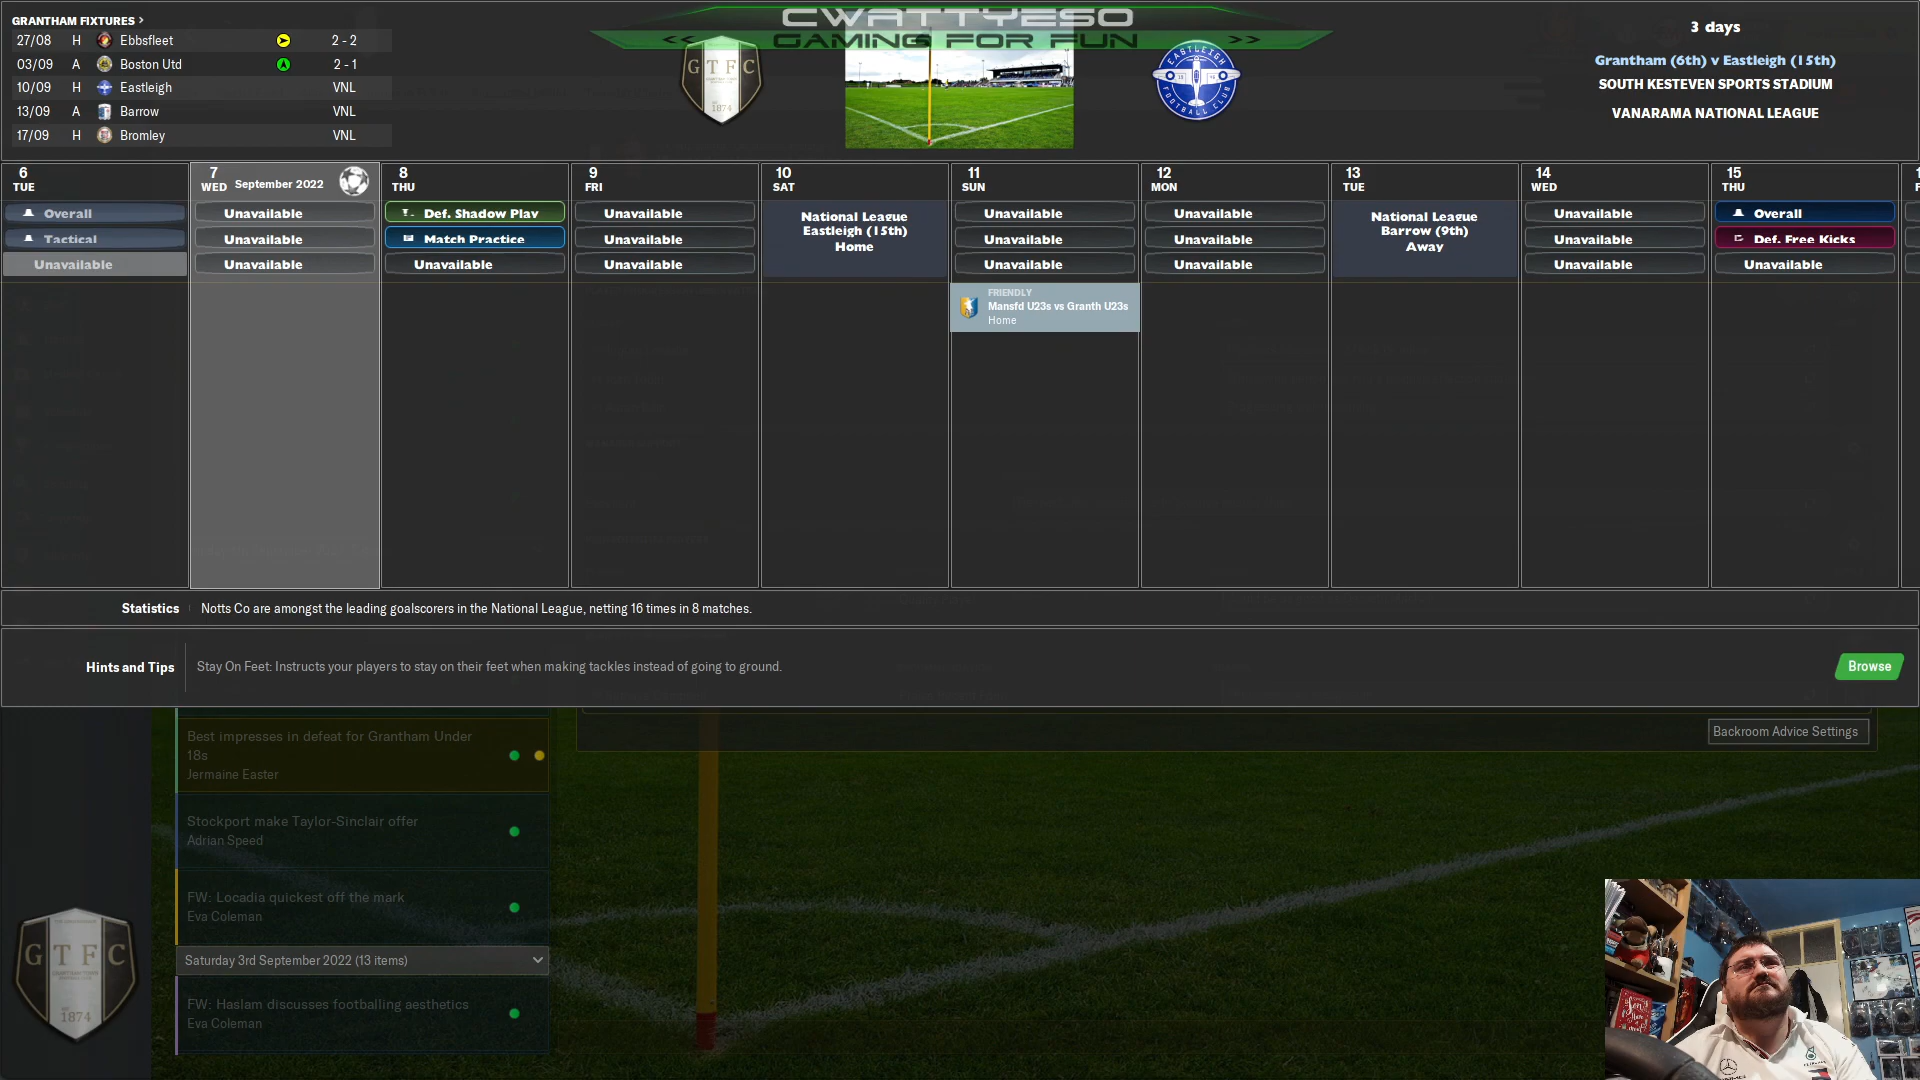 GRANTHAM FIXTURES >
27/08 H Ebbsfleet 2 - 2
03/09 A Boston Utd 2 - 1
10/09 H Eastleigh VNL
13/09 A Barrow VNL
17/09 H Bromley VNL
CWATTYESO
<< GAMING FOR FUN >>
GTFC
1874
EASTLEIGH
FOOTBALL CLUB
3 days
Grantham (6th) v Eastleigh (15th)
SOUTH KESTEVEN SPORTS STADIUM
VANARAMA NATIONAL LEAGUE
6
TUE
Overall
Tactical
Unavailable
7
WED September 2022
Unavailable
Unavailable
Unavailable
8
THU
Def. Shadow Play
Match Practice
Unavailable
9
FRI
Unavailable
Unavailable
Unavailable
10
SAT
National League
Eastleigh (15th)
Home
11
SUN
Unavailable
Unavailable
Unavailable
FRIENDLY
Mansfd U23s vs Granth U23s
Home
12
MON
Unavailable
Unavailable
Unavailable
13
TUE
National League
Barrow (9th)
Away
14
WED
Unavailable
Unavailable
Unavailable
15
THU
Overall
Def. Free Kicks
Unavailable
Statistics Notts Co are amongst the leading goalscorers in the National League, netting 16 times in 8 matches.
Hints and Tips Stay On Feet: Instructs your players to stay on their feet when making tackles instead of going to ground.
Browse
Backroom Advice Settings
Best impresses in defeat for Grantham Under
18s
Jermaine Easter
Stockport make Taylor-Sinclair offer
Adrian Speed
FW: Locadia quickest off the mark
Eva Coleman
Saturday 3rd September 2022 (13 items)
FW: Haslam discusses footballing aesthetics
Eva Coleman
GTFC
1874